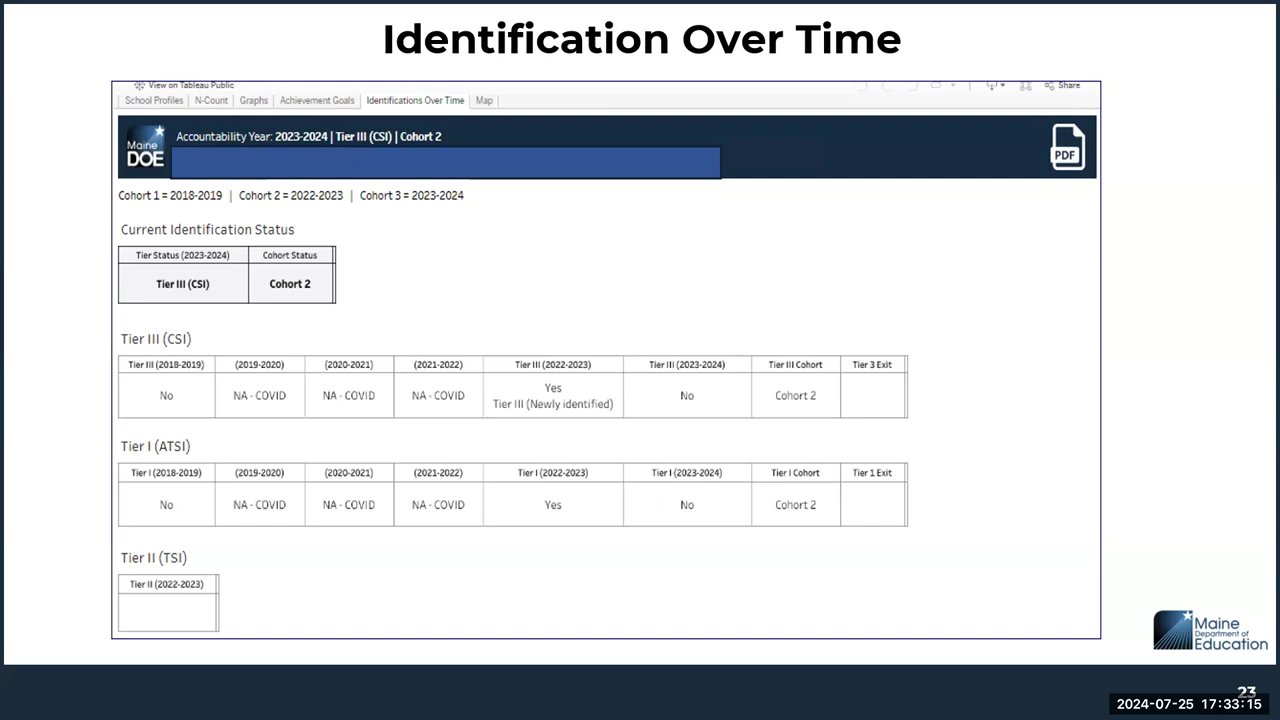 Identification Over Time
View on Tableau Public
Share
School Profiles
N-Count
Graphs
Achievement Goals
Identifications Over Time
Map
Maine
DOE
Accountability Year: 2023-2024 | Tier III (CSI) | Cohort 2
PDF
Cohort 1 = 2018-2019 | Cohort 2 = 2022-2023 | Cohort 3 = 2023-2024
Current Identification Status
Tier Status (2023-2024) Cohort Status
Tier III (CSI) Cohort 2
Tier III (CSI)
Tier III (2018-2019) (2019-2020) (2020-2021) (2021-2022) Tier III (2022-2023) Tier III (2023-2024) Tier III Cohort Tier 3 Exit
No NA - COVID NA - COVID NA - COVID Yes No Cohort 2
Tier III (Newly identified)
Tier I (ATSI)
Tier I (2018-2019) (2019-2020) (2020-2021) (2021-2022) Tier I (2022-2023) Tier I (2023-2024) Tier I Cohort Tier 1 Exit
No NA - COVID NA - COVID NA - COVID Yes No Cohort 2
Tier II (TSI)
Tier II (2022-2023)
Maine
Department of
Education
23
2024-07-25 17:33:15